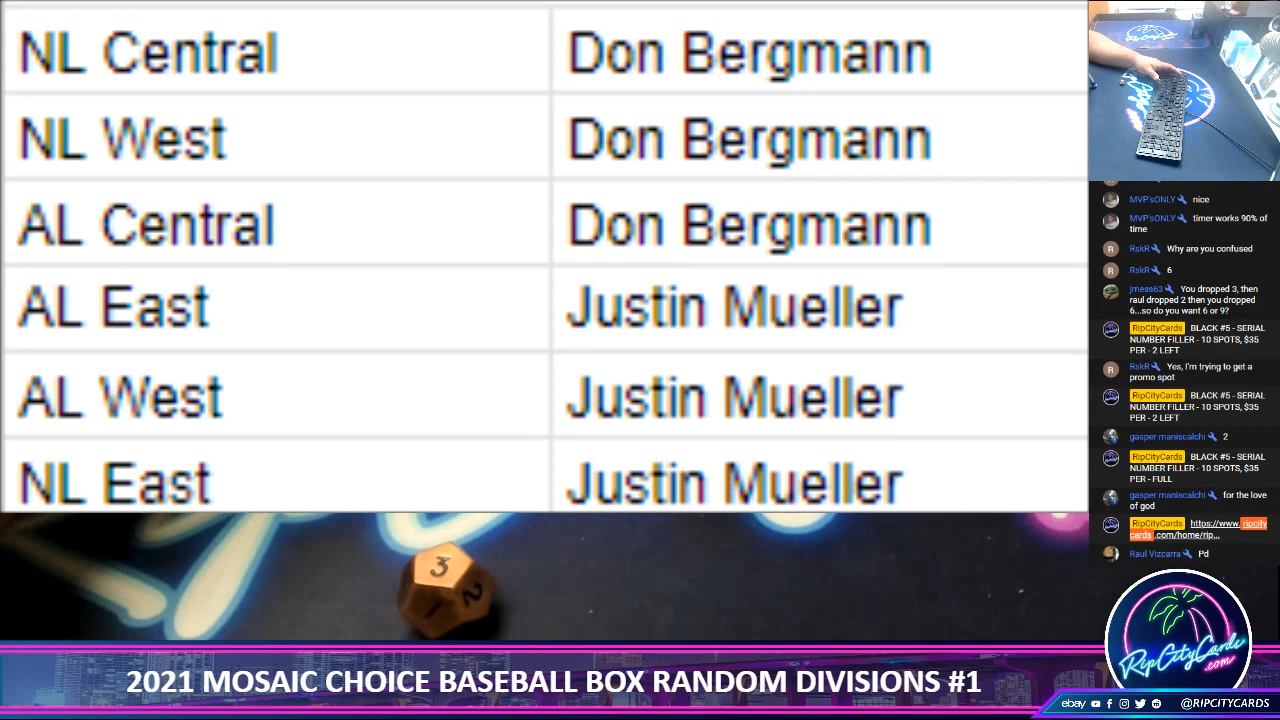 NL Central Don Bergmann
NL West Don Bergmann
AL Central Don Bergmann
AL East Justin Mueller
AL West Justin Mueller
NL East Justin Mueller
MVP'sONLY nice
MVP'sONLY timer works 90% of
time
R RskR Why are you confused
R RskR 6
jmess63 You dropped 3, then
raul dropped 2 then you dropped
6...so do you want 6 or 9?
RipCityCards BLACK #5 - SERIAL
NUMBER FILLER - 10 SPOTS, $35
PER - 2 LEFT
R RskR Yes, I'm trying to get a
promo spot
RipCityCards BLACK #5 - SERIAL
NUMBER FILLER - 10 SPOTS, $35
PER - 2 LEFT
gasper maniscalchi 2
RipCityCards BLACK #5 - SERIAL
NUMBER FILLER - 10 SPOTS, $35
PER - FULL
gasper maniscalchi for the love
of god
RipCityCards https://www.ripcity
cards.com/home/rip...
Raul Vizcarra Pd
3
1 2
RipCityCards
.com
2021 MOSAIC CHOICE BASEBALL BOX RANDOM DIVISIONS #1
ebay @RIPCITYCARDS